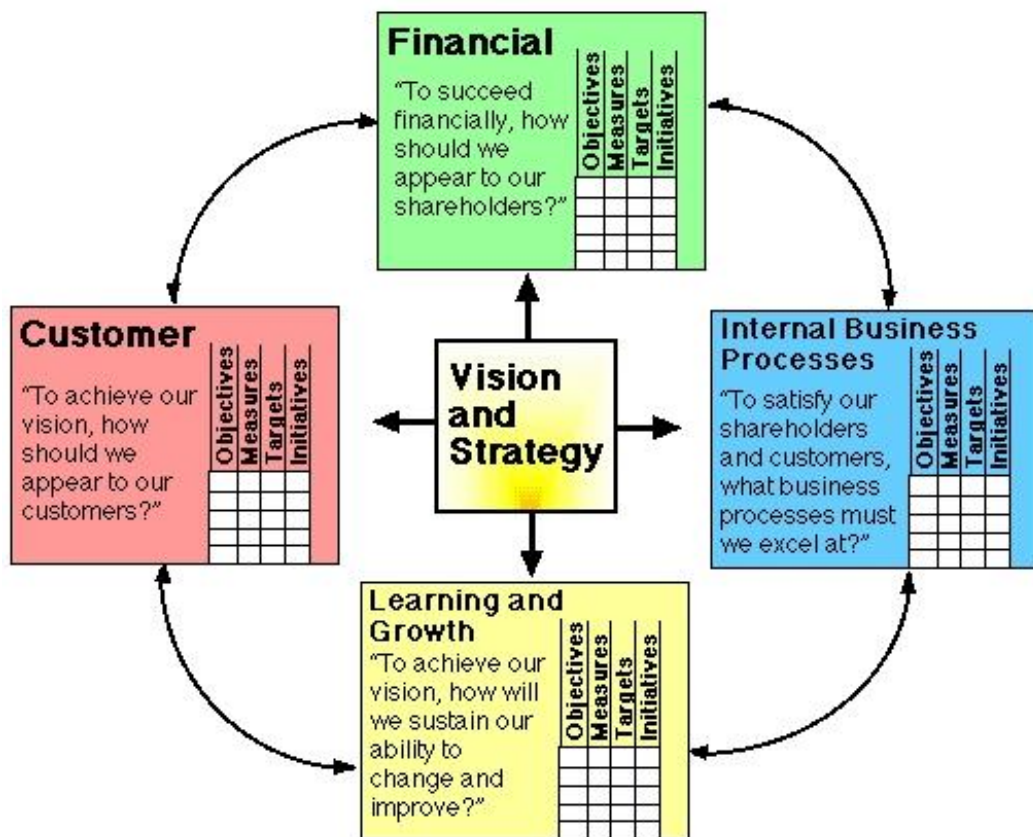 Financial
“To succeed
financially, how
should we
appear to our
shareholders?”
Objectives
Measures
Targets
Initiatives
Customer
“To achieve our
vision, how
should we
appear to our
customers?”
Objectives
Measures
Targets
Initiatives
Vision
and
Strategy
Internal Business
Processes
“To satisfy our
shareholders
and customers,
what business
processes must
we excel at?”
Objectives
Measures
Targets
Initiatives
Learning and
Growth
“To achieve our
vision, how will
we sustain our
ability to
change and
improve?”
Objectives
Measures
Targets
Initiatives